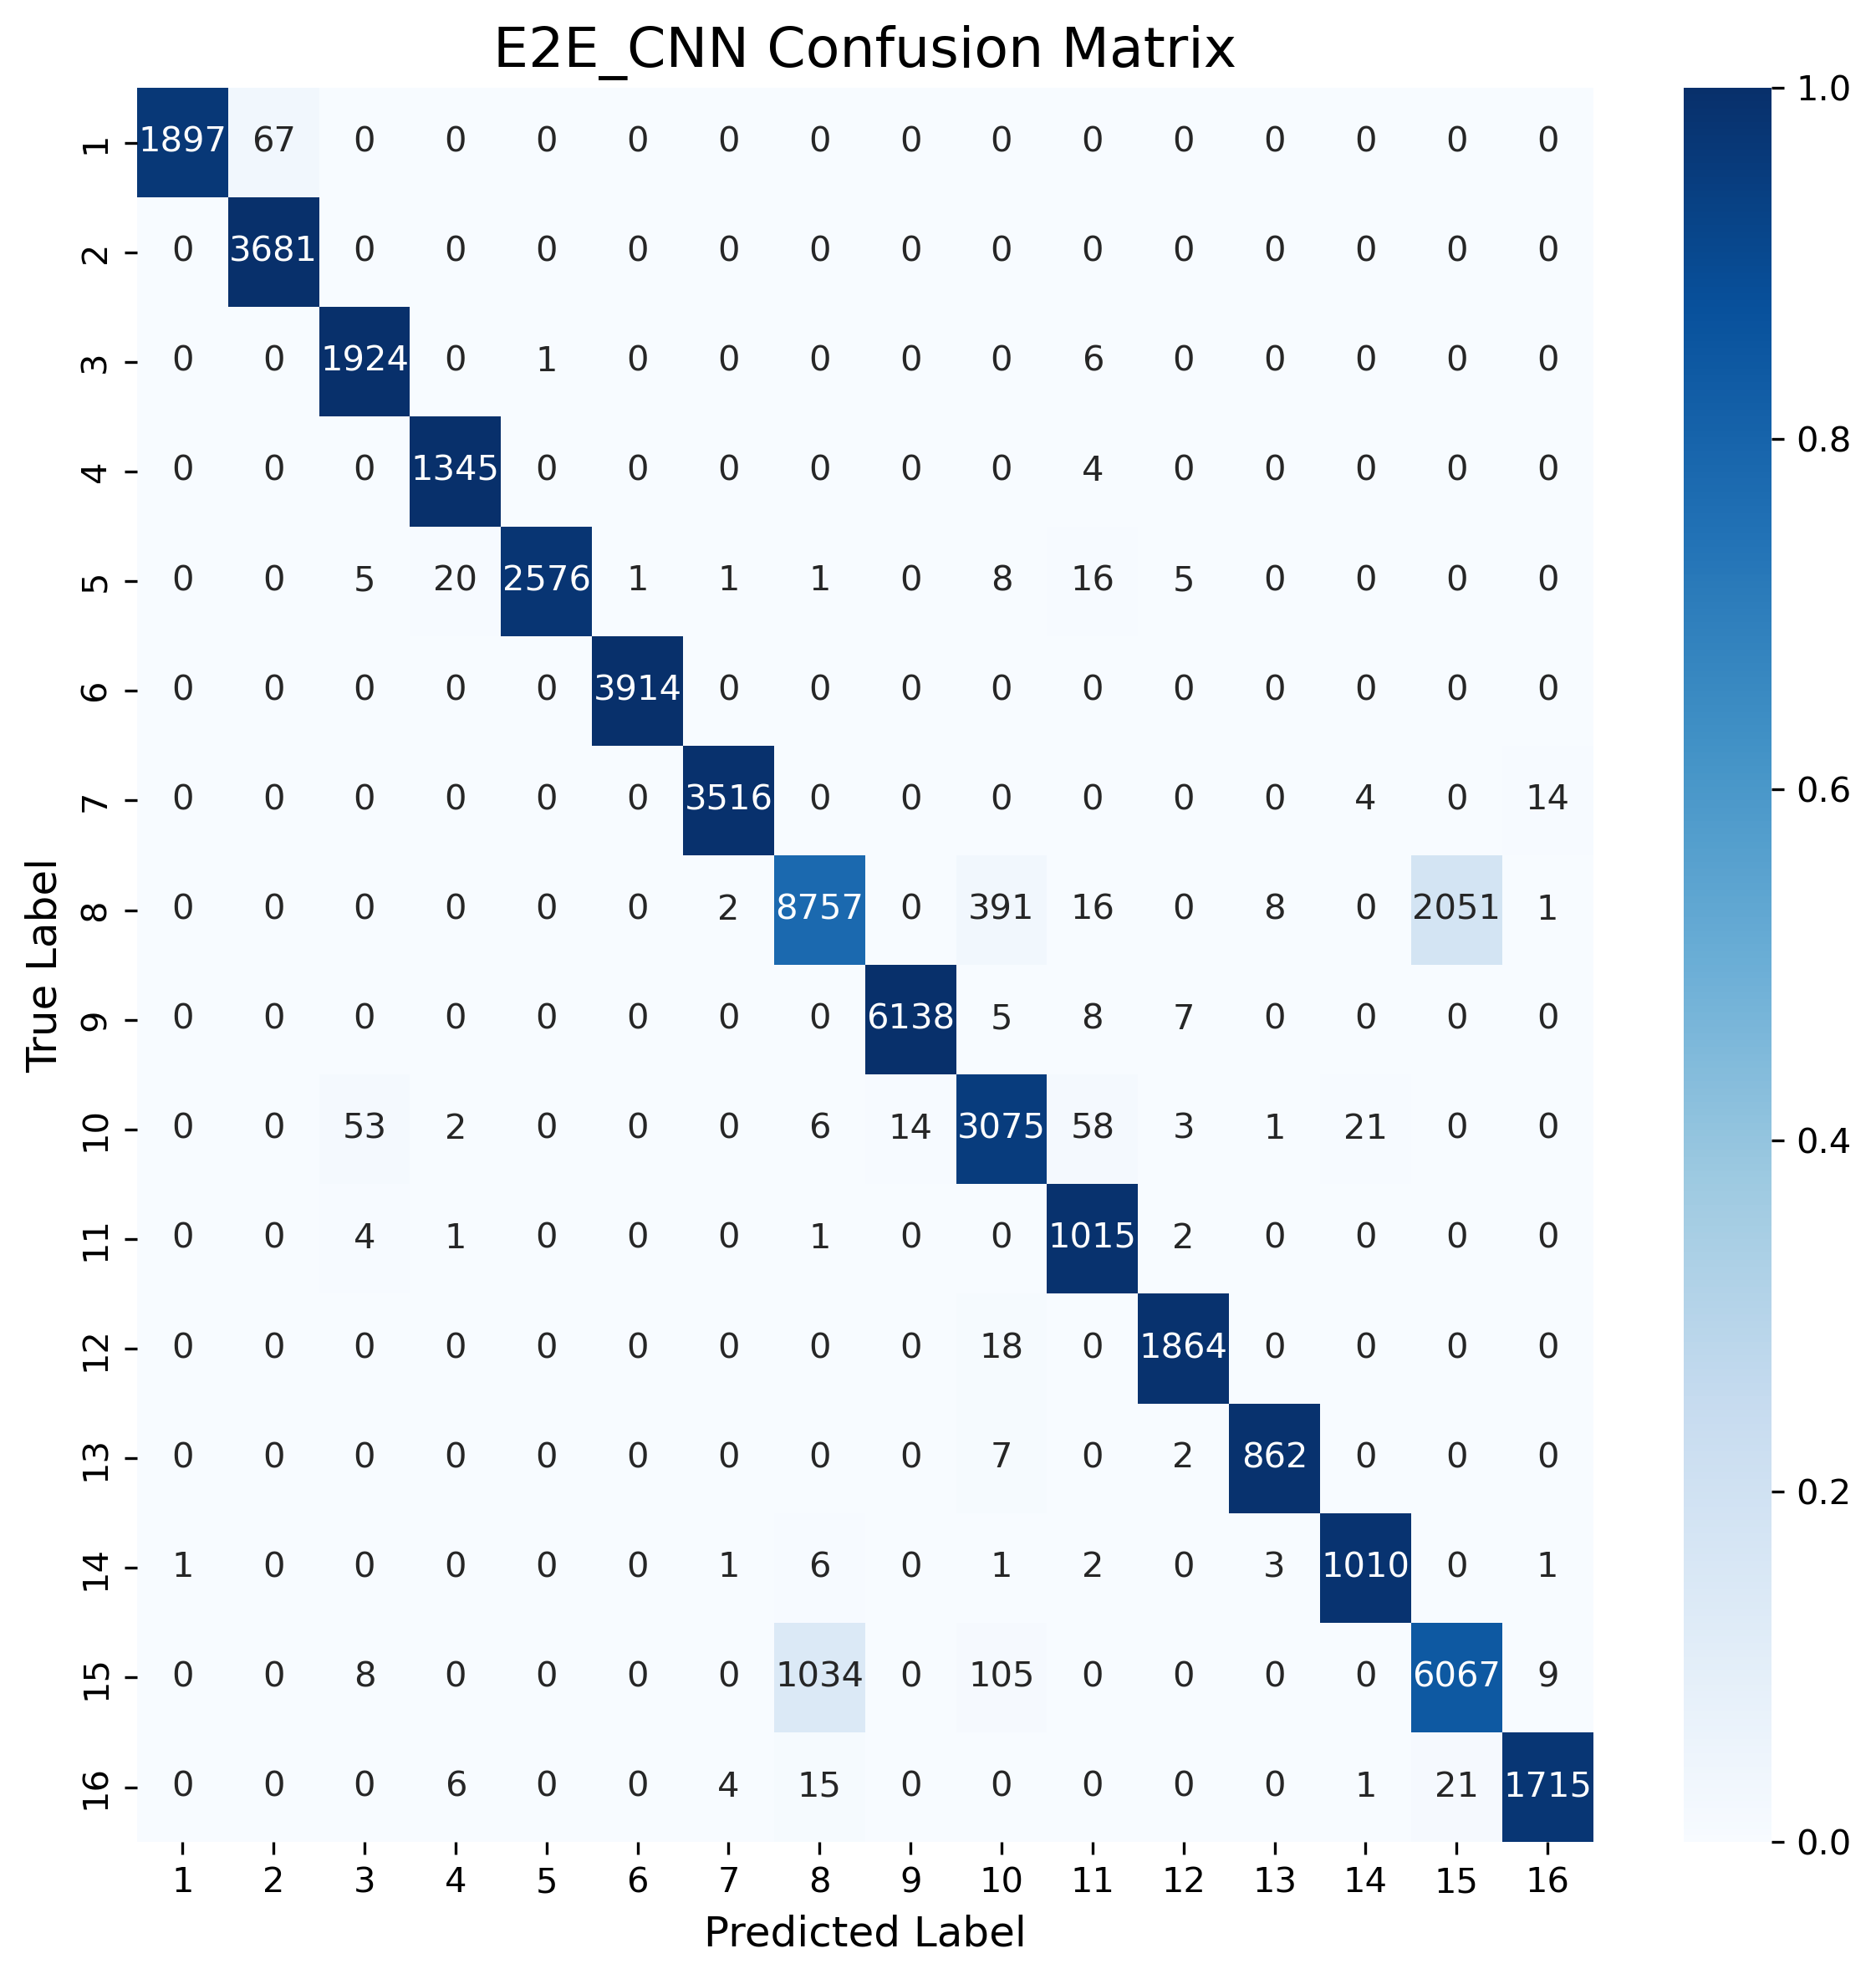 E2E_CNN Confusion Matrix
1 1897 67 0 0 0 0 0 0 0 0 0 0 0 0 0 0
2 0 3681 0 0 0 0 0 0 0 0 0 0 0 0 0 0
3 0 0 1924 0 1 0 0 0 0 0 6 0 0 0 0 0
4 0 0 0 1345 0 0 0 0 0 0 4 0 0 0 0 0
5 0 0 5 20 2576 1 1 1 0 8 16 5 0 0 0 0
6 0 0 0 0 0 3914 0 0 0 0 0 0 0 0 0 0
7 0 0 0 0 0 0 3516 0 0 0 0 0 0 4 0 14
8 0 0 0 0 0 0 2 8757 0 391 16 0 8 0 2051 1
9 0 0 0 0 0 0 0 0 6138 5 8 7 0 0 0 0
10 0 0 53 2 0 0 0 6 14 3075 58 3 1 21 0 0
11 0 0 4 1 0 0 0 1 0 0 1015 2 0 0 0 0
12 0 0 0 0 0 0 0 0 0 18 0 1864 0 0 0 0
13 0 0 0 0 0 0 0 0 0 7 0 2 862 0 0 0
14 1 0 0 0 0 0 1 6 0 1 2 0 3 1010 0 1
15 0 0 8 0 0 0 0 1034 0 105 0 0 0 0 6067 9
16 0 0 0 6 0 0 4 15 0 0 0 0 0 1 21 1715
1 2 3 4 5 6 7 8 9 10 11 12 13 14 15 16
Predicted Label
True Label
1.0
0.8
0.6
0.4
0.2
0.0